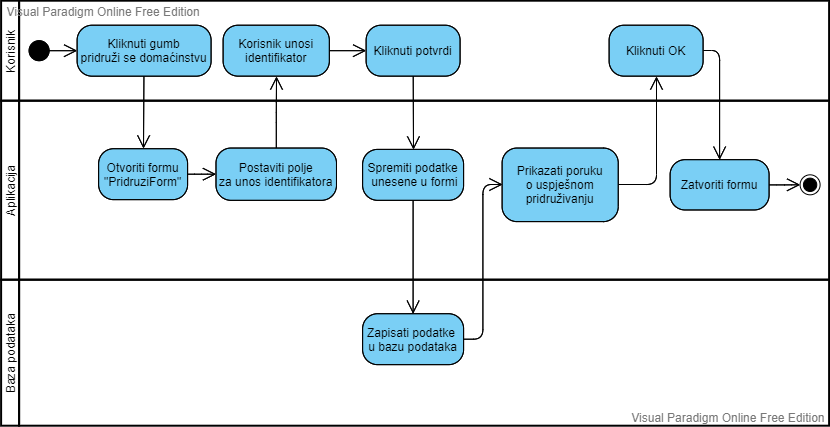 Visual Paradigm Online Free Edition
Korisnik
Kliknuti gumb
pridruži se domaćinstvu
Korisnik unosi
identifikator
Kliknuti potvrdi
Kliknuti OK
Aplikacija
Otvoriti formu
"PridruziForm"
Postaviti polje
za unos identifikatora
Spremiti podatke
unesene u formi
Prikazati poruku
o uspješnom
pridruživanju
Zatvoriti formu
Baza podataka
Zapisati podatke
u bazu podataka
Visual Paradigm Online Free Edition